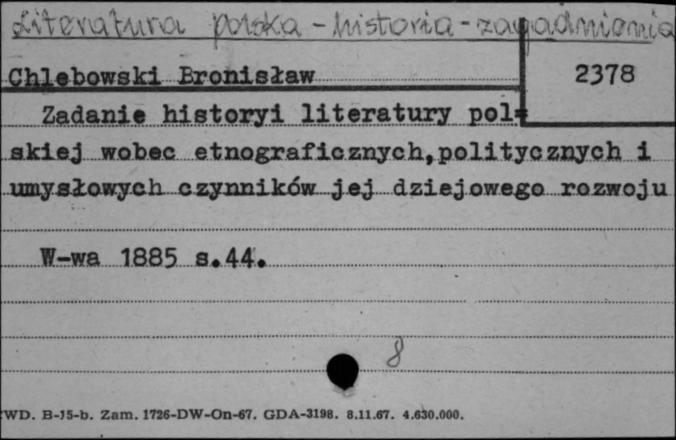 Literatura polska - historia - zagadnienia
Chlebowski Bronisław
2378
Zadanie historyi literatury pol=
skiej wobec etnograficznych,politycznych i
umysłowych czynników jej dziejowego rozwoju
W-wa 1885 s.44.
8
WD. B-15-b. Zam. 1726-DW-On-67. GDA-3198. 8.11.67. 4.630.000.